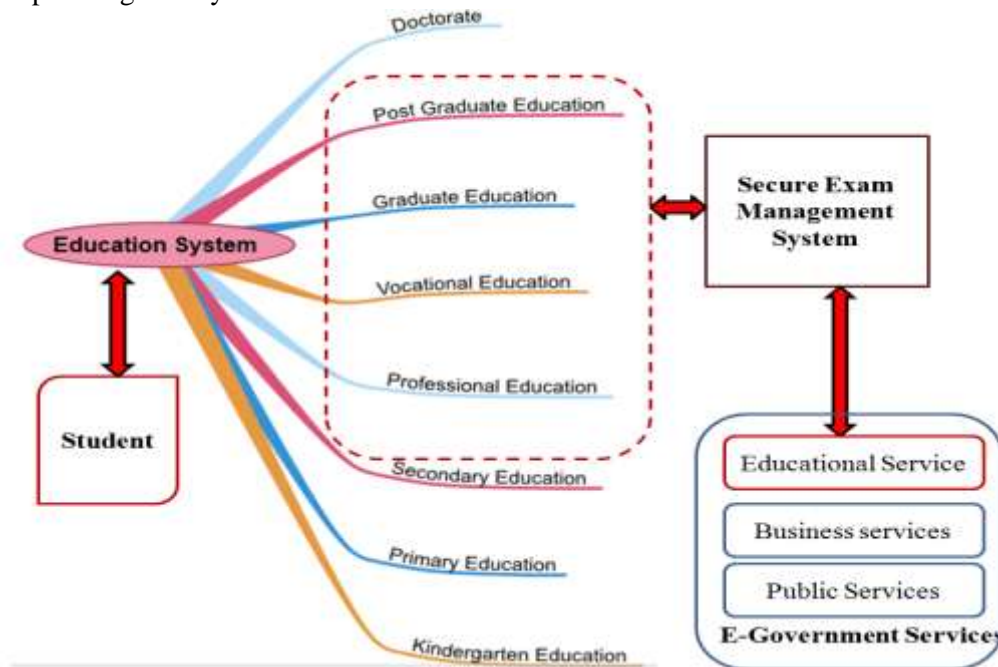 Doctorate
Post Graduate Education
Graduate Education
Education System
Vocational Education
Professional Education
Secondary Education
Primary Education
Kindergarten Education
Student
Secure Exam
Management
System
Educational Service
Business services
Public Services
E-Government Services